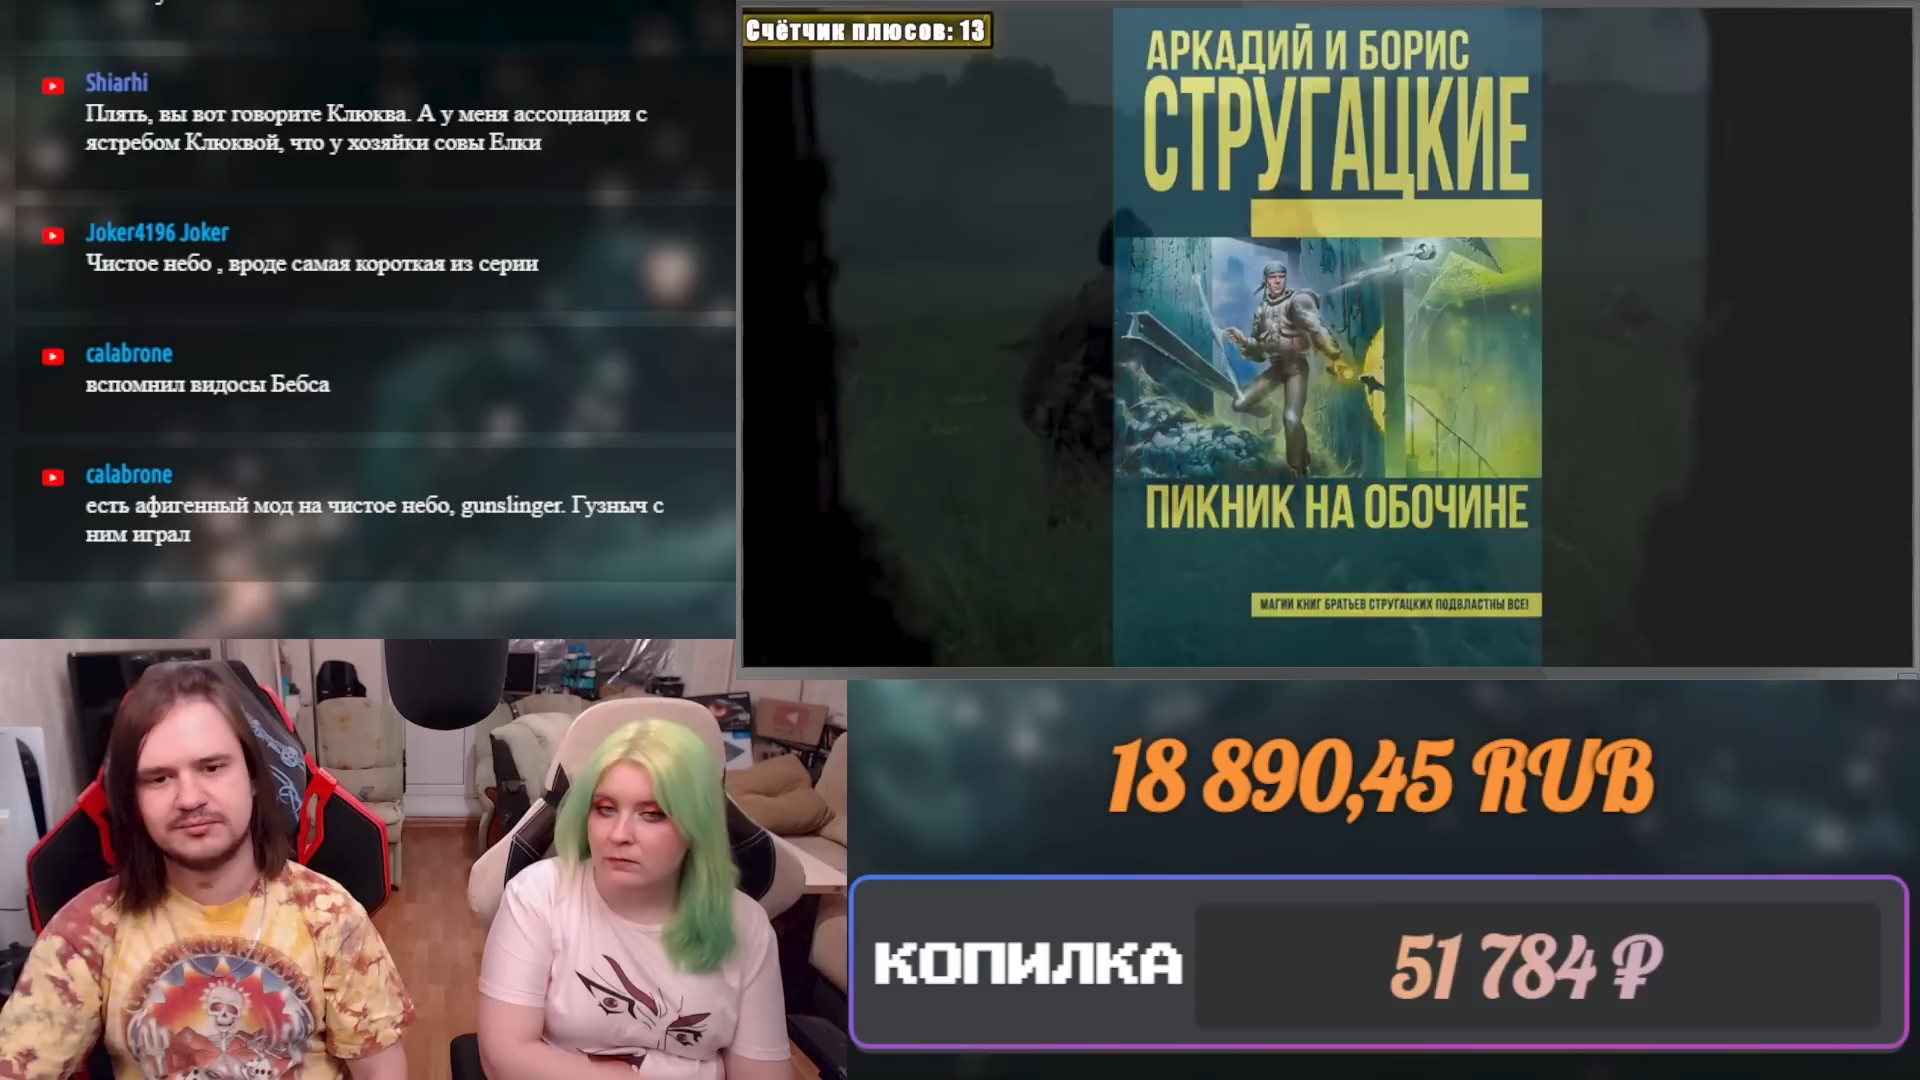 Shiarhi
Плять, вы вот говорите Клюква. А у меня ассоциация с
ястребом Клюквой, что у хозяйки совы Елки
Joker4196 Joker
Чистое небо , вроде самая короткая из серии
calabrone
вспомнил видосы Бебса
calabrone
есть афигенный мод на чистое небо, gunslinger. Гузныч с
ним играл
Счётчик плюсов: 13
АРКАДИЙ И БОРИС
СТРУГАЦКИЕ
ПИКНИК НА ОБОЧИНЕ
МАГИИ КНИГ БРАТЬЕВ СТРУГАЦКИХ ПОДВЛАСТНЫ ВСЕ!
18 890,45 RUB
КОПИЛКА
51 784 ₽